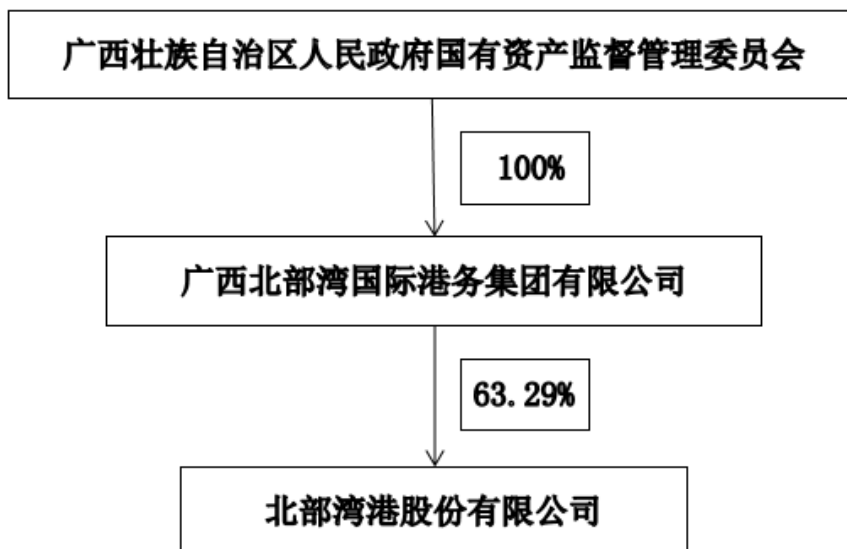 广西壮族自治区人民政府国有资产监督管理委员会
100%
广西北部湾国际港务集团有限公司
63.29%
北部湾港股份有限公司